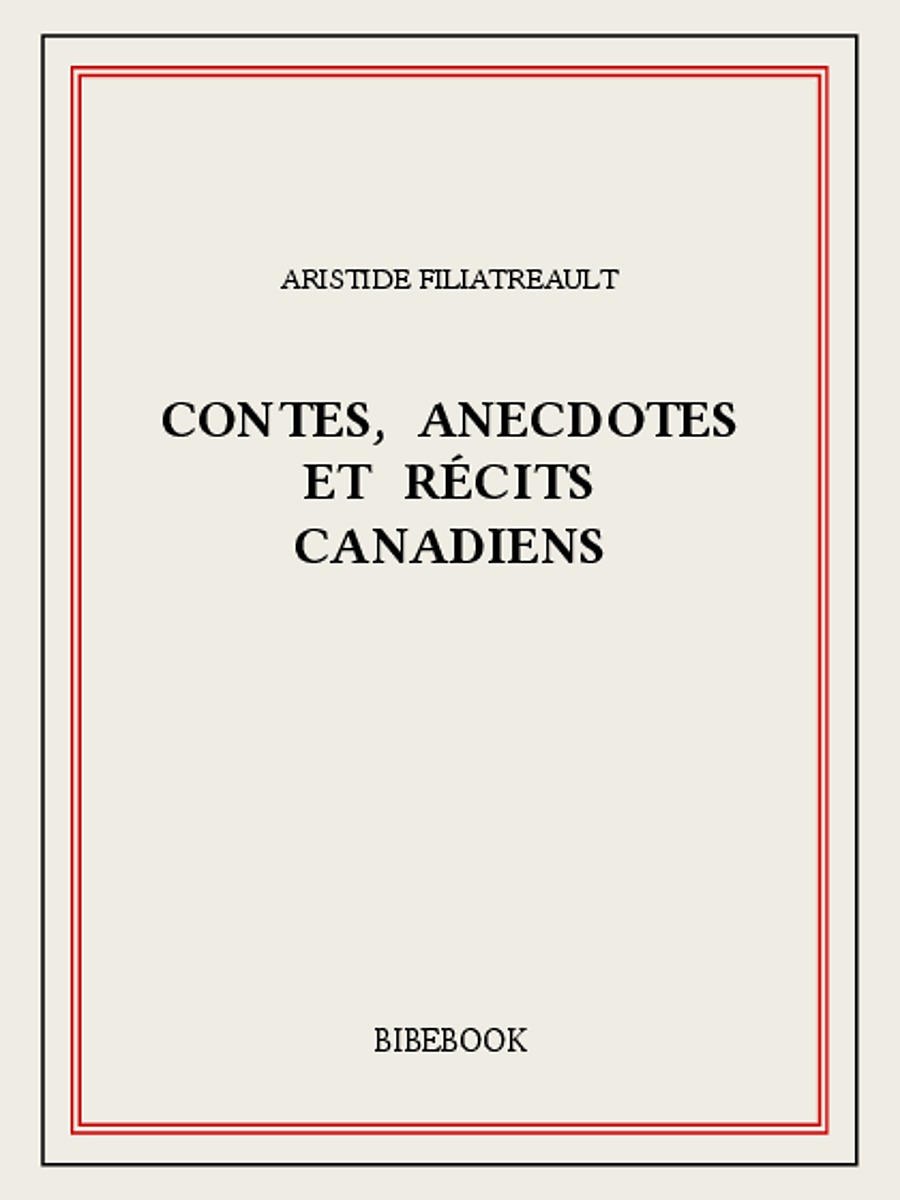 ARISTIDE FILIATREAULT
CONTES, ANECDOTES
ET RÉCITS
CANADIENS
BIBEBOOK